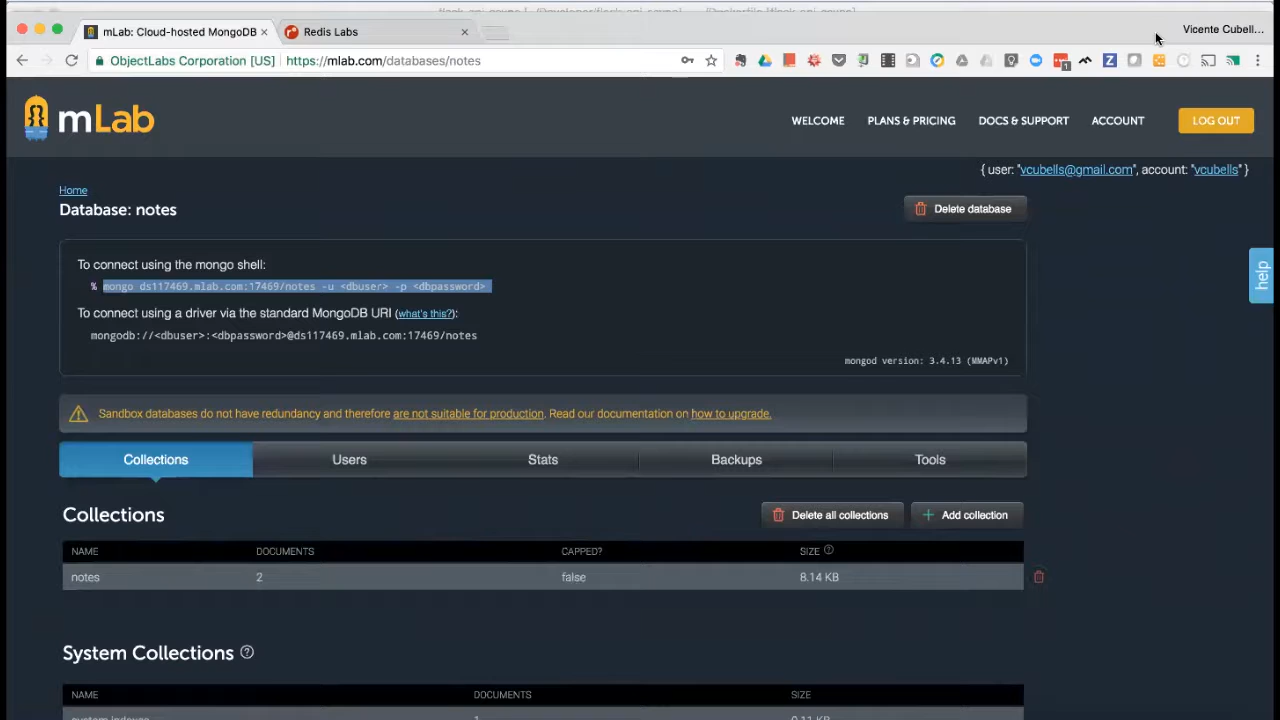 mLab: Cloud-hosted MongoDB
Redis Labs
Vicente Cubell...
ObjectLabs Corporation [US]
https://mlab.com/databases/notes
1
mLab
WELCOME
PLANS & PRICING
DOCS & SUPPORT
ACCOUNT
LOG OUT
{ user: "vcubells@gmail.com", account: "vcubells" }
Home
Database: notes
Delete database
To connect using the mongo shell:
% mongo ds117469.mlab.com:17469/notes -u <dbuser> -p <dbpassword>
To connect using a driver via the standard MongoDB URI (what's this?):
mongodb://<dbuser>:<dbpassword>@ds117469.mlab.com:17469/notes
mongod version: 3.4.13 (MMAPv1)
help
Sandbox databases do not have redundancy and therefore are not suitable for production. Read our documentation on how to upgrade.
Collections
Users
Stats
Backups
Tools
Collections
Delete all collections
Add collection
NAME DOCUMENTS CAPPED? SIZE
notes 2 false 8.14 KB
System Collections
NAME DOCUMENTS SIZE